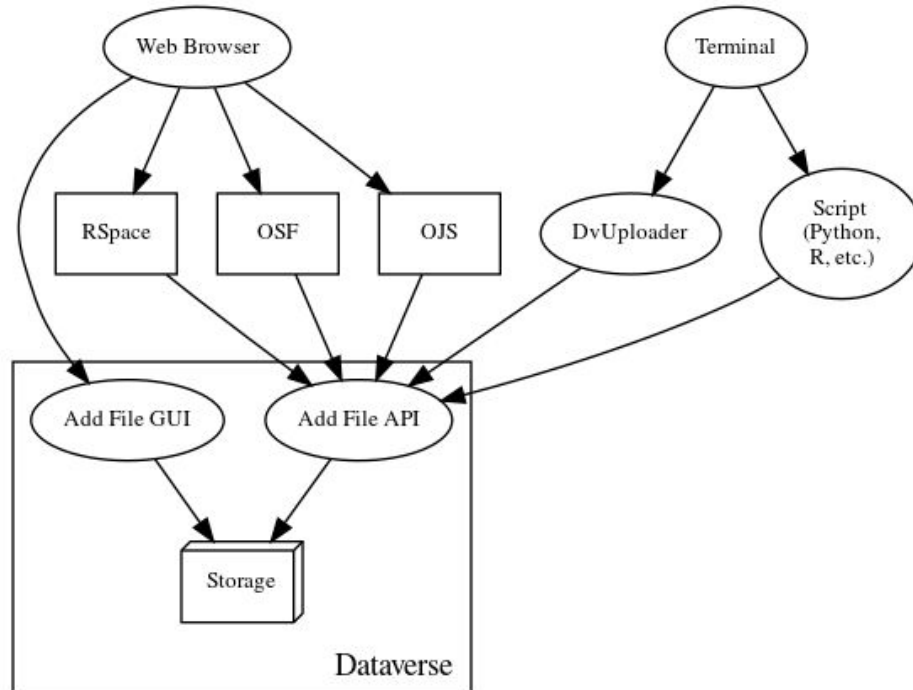 Web Browser
Terminal
RSpace
OSF
OJS
DvUploader
Script
(Python,
R, etc.)
Add File GUI
Add File API
Storage
Dataverse